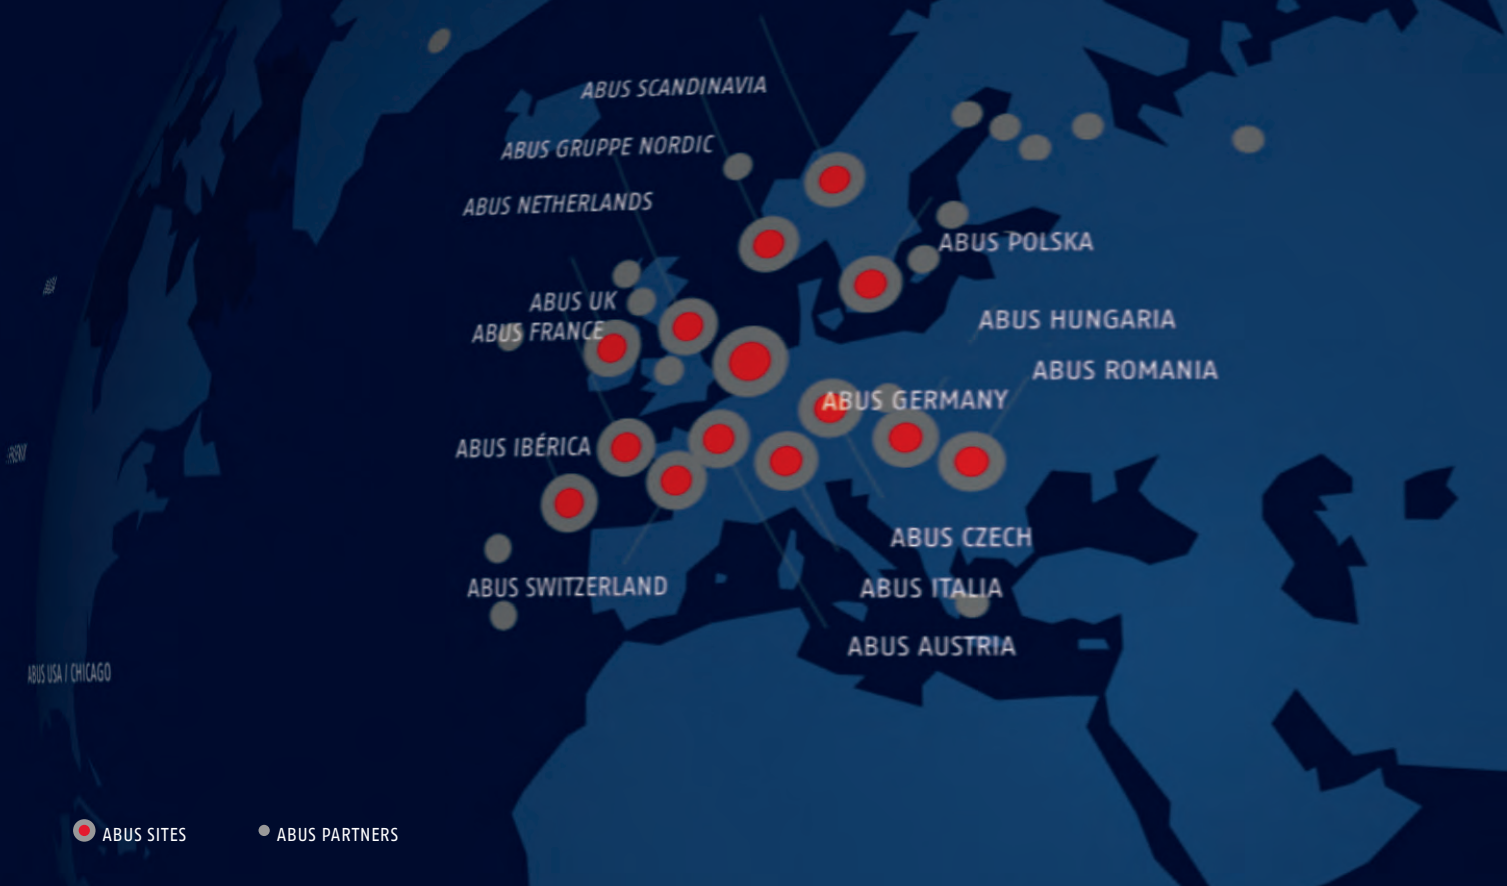 ABUS SCANDINAVIA
ABUS GRUPPE NORDIC
ABUS NETHERLANDS
ABUS POLSKA
ABUS UK
ABUS HUNGARIA
ABUS FRANCE
ABUS ROMANIA
ABUS GERMANY
ABUS IBÉRICA
ABUS CZECH
ABUS SWITZERLAND
ABUS ITALIA
ABUS AUSTRIA
ABUS USA / CHICAGO
ABUS SITES
ABUS PARTNERS